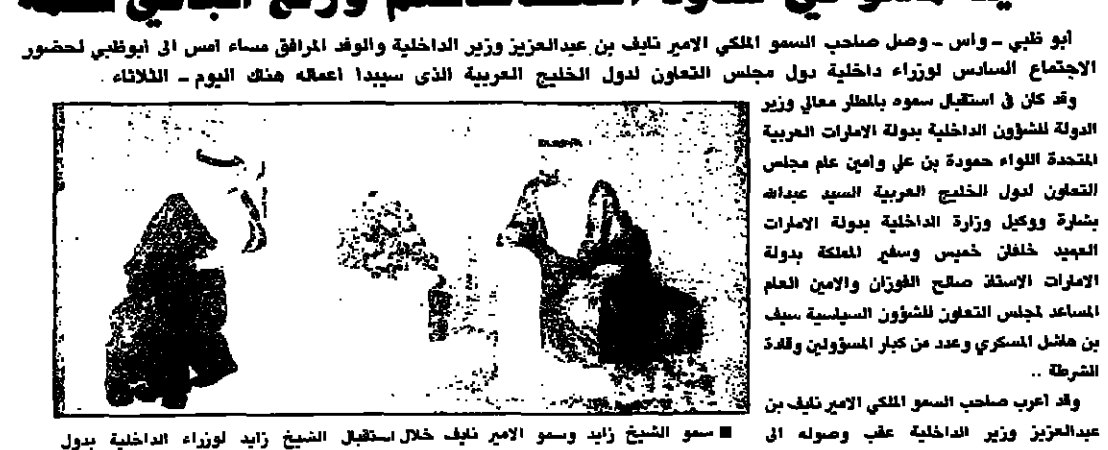 ابو ظبي - واس - وصل صاحب السمو الملكي الامير نايف بن عبدالعزيز وزير الداخلية والوفد المرافق مساء امس الى ابوظبي لحضور
الاجتماع السادس لوزراء داخلية دول مجلس التعاون لدول الخليج العربية الذى سيبدا اعماله هناك اليوم - الثلاثاء .
وقد كان في استقبال سموه بالمطار معالي وزير
الدولة للشؤون الداخلية بدولة الامارات العربية
المتحدة اللواء حمودة بن علي وامين عام مجلس
التعاون لدول الخليج العربية السيد عبدالله
بشارة ووكيل وزارة الداخلية بدولة الامارات
العميد خلفان خميس وسفير المملكة بدولة
الامارات الاستاذ صالح الفوزان والامين العام
المساعد لمجلس التعاون للشؤون السياسية سيف
بن هاشل المسكري وعدد من كبار المسؤولين وقادة
الشرطة ..
وقد اعرب صاحب السمو الملكي الامير نايف بن
عبدالعزيز وزير الداخلية عقب وصوله الى
■ سمو الشيخ زايد وسمو الامير نايف خلال استقبال الشيخ زايد لوزراء الداخلية بدول